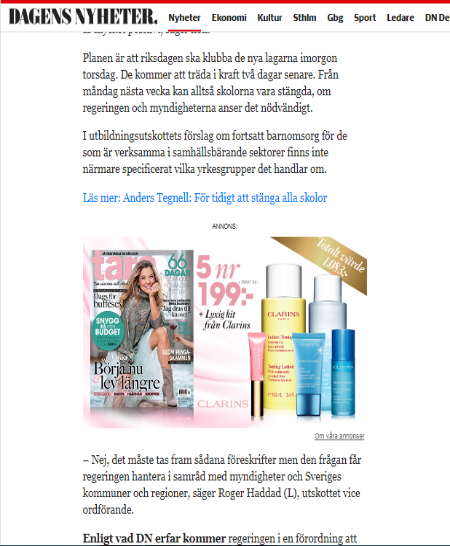 DAGENS NYHETER. Nyheter Ekonomi Kultur Sthlm Gbg Sport Ledare DN De
Planen är att riksdagen ska klubba de nya lagarna imorgon
torsdag. De kommer att träda i kraft två dagar senare. Från
måndag nästa vecka kan alltså skolorna vara stängda, om
regeringen och myndigheterna anser det nödvändigt.
I utbildningsutskottets förslag om fortsatt barnomsorg för de
som är verksamma i samhällsbärande sektorer finns inte
närmare specificerat vilka yrkesgrupper det handlar om.
Läs mer: Anders Tegnell: För tidigt att stänga alla skolor
ANNONS:
tara
66
DAGAR
Dags för
SNYGG
PÅ
BUDGET
Börja nu
lev längre
5 nr
199:-
+ Lyxig kit
från Clarins
CLARINS
Totalt värde
1.083:-
CLARINS
CLARINS
Om våra annonser
– Nej, det måste tas fram sådana föreskrifter men den frågan får
regeringen hantera i samråd med myndigheter och Sveriges
kommuner och regioner, säger Roger Haddad (L), utskottet vice
ordförande.
Enligt vad DN erfar kommer regeringen i en förordning att